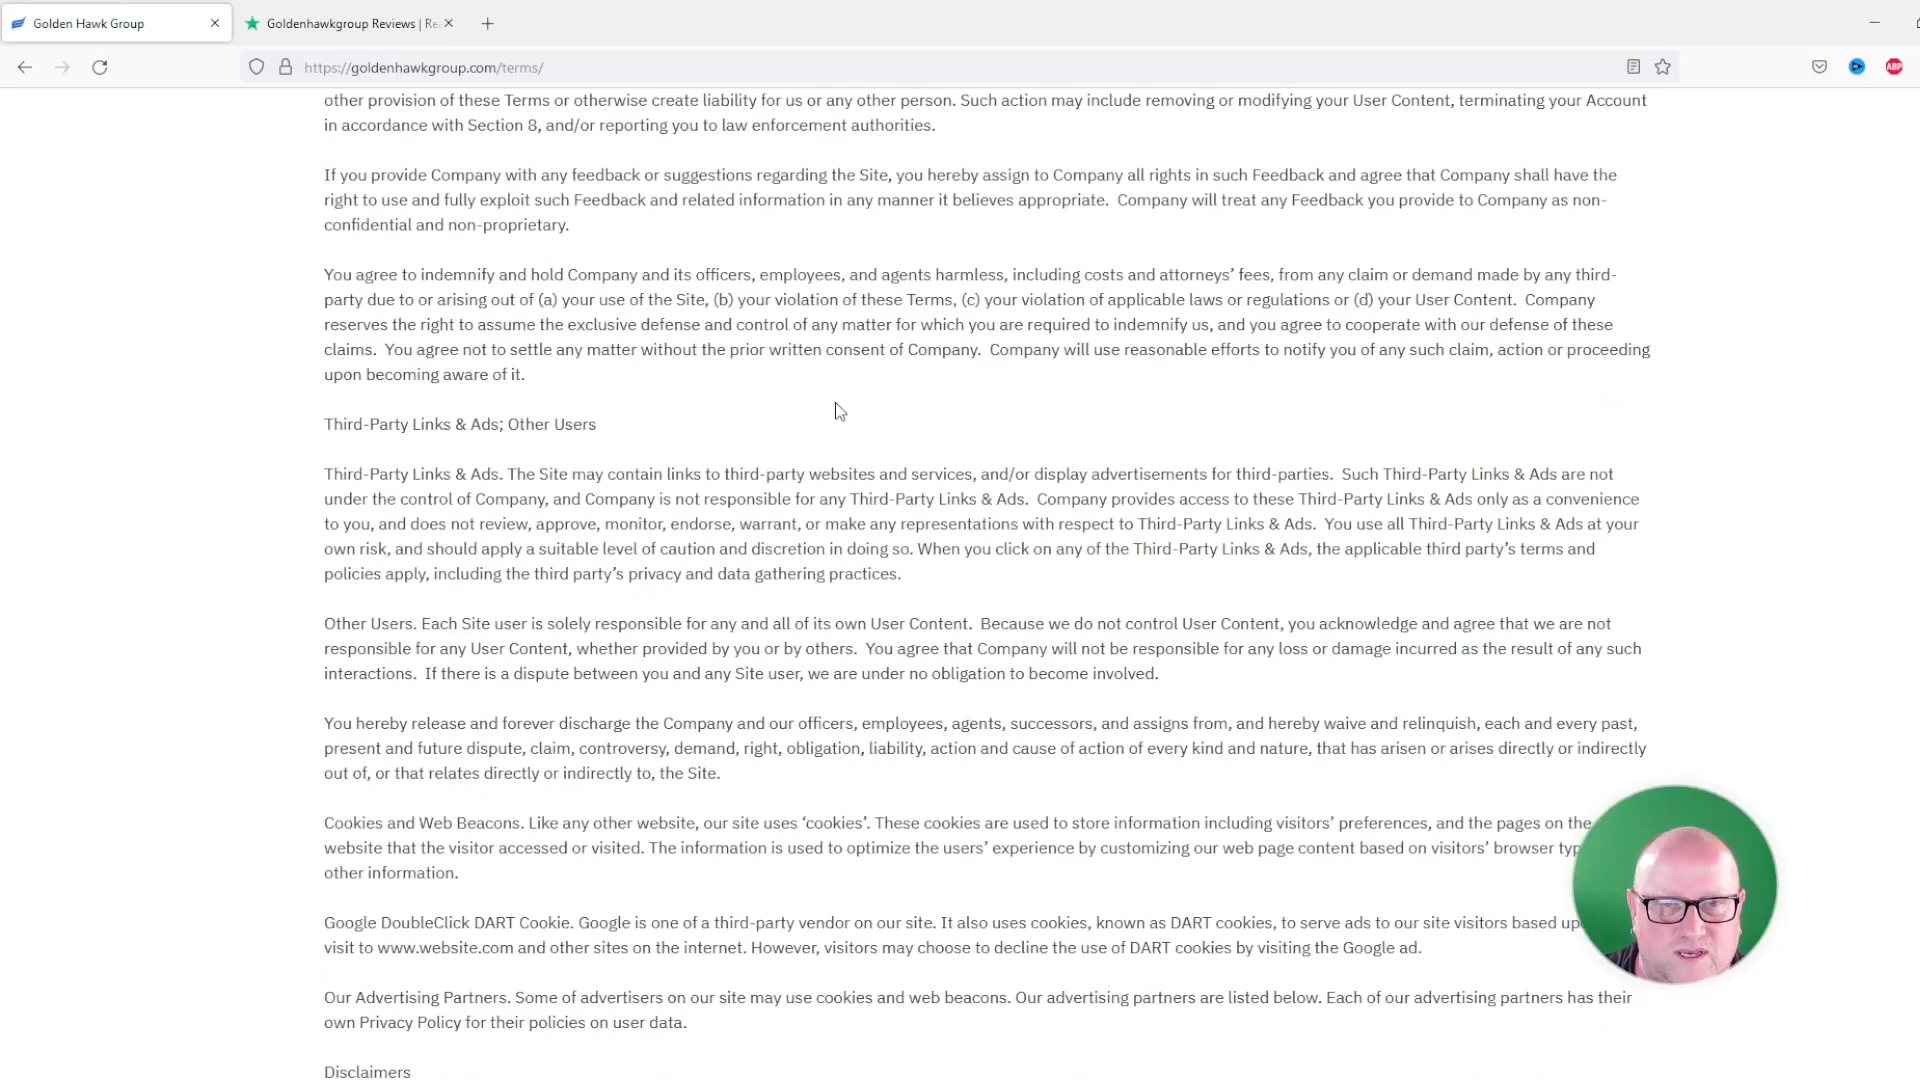 Golden Hawk Group
Goldenhawkgroup Reviews | Re
https://goldenhawkgroup.com/terms/
ABP
other provision of these Terms or otherwise create liability for us or any other person. Such action may include removing or modifying your User Content, terminating your Account
in accordance with Section 8, and/or reporting you to law enforcement authorities.
If you provide Company with any feedback or suggestions regarding the Site, you hereby assign to Company all rights in such Feedback and agree that Company shall have the
right to use and fully exploit such Feedback and related information in any manner it believes appropriate. Company will treat any Feedback you provide to Company as non-
confidential and non-proprietary.
You agree to indemnify and hold Company and its officers, employees, and agents harmless, including costs and attorneys’ fees, from any claim or demand made by any third-
party due to or arising out of (a) your use of the Site, (b) your violation of these Terms, (c) your violation of applicable laws or regulations or (d) your User Content. Company
reserves the right to assume the exclusive defense and control of any matter for which you are required to indemnify us, and you agree to cooperate with our defense of these
claims. You agree not to settle any matter without the prior written consent of Company. Company will use reasonable efforts to notify you of any such claim, action or proceeding
upon becoming aware of it.
Third-Party Links & Ads; Other Users
Third-Party Links & Ads. The Site may contain links to third-party websites and services, and/or display advertisements for third-parties. Such Third-Party Links & Ads are not
under the control of Company, and Company is not responsible for any Third-Party Links & Ads. Company provides access to these Third-Party Links & Ads only as a convenience
to you, and does not review, approve, monitor, endorse, warrant, or make any representations with respect to Third-Party Links & Ads. You use all Third-Party Links & Ads at your
own risk, and should apply a suitable level of caution and discretion in doing so. When you click on any of the Third-Party Links & Ads, the applicable third party’s terms and
policies apply, including the third party’s privacy and data gathering practices.
Other Users. Each Site user is solely responsible for any and all of its own User Content. Because we do not control User Content, you acknowledge and agree that we are not
responsible for any User Content, whether provided by you or by others. You agree that Company will not be responsible for any loss or damage incurred as the result of any such
interactions. If there is a dispute between you and any Site user, we are under no obligation to become involved.
You hereby release and forever discharge the Company and our officers, employees, agents, successors, and assigns from, and hereby waive and relinquish, each and every past,
present and future dispute, claim, controversy, demand, right, obligation, liability, action and cause of action of every kind and nature, that has arisen or arises directly or indirectly
out of, or that relates directly or indirectly to, the Site.
Cookies and Web Beacons. Like any other website, our site uses ‘cookies’. These cookies are used to store information including visitors’ preferences, and the pages on the
website that the visitor accessed or visited. The information is used to optimize the users’ experience by customizing our web page content based on visitors’ browser typ
other information.
Google DoubleClick DART Cookie. Google is one of a third-party vendor on our site. It also uses cookies, known as DART cookies, to serve ads to our site visitors based up
visit to www.website.com and other sites on the internet. However, visitors may choose to decline the use of DART cookies by visiting the Google ad.
Our Advertising Partners. Some of advertisers on our site may use cookies and web beacons. Our advertising partners are listed below. Each of our advertising partners has their
own Privacy Policy for their policies on user data.
Disclaimers